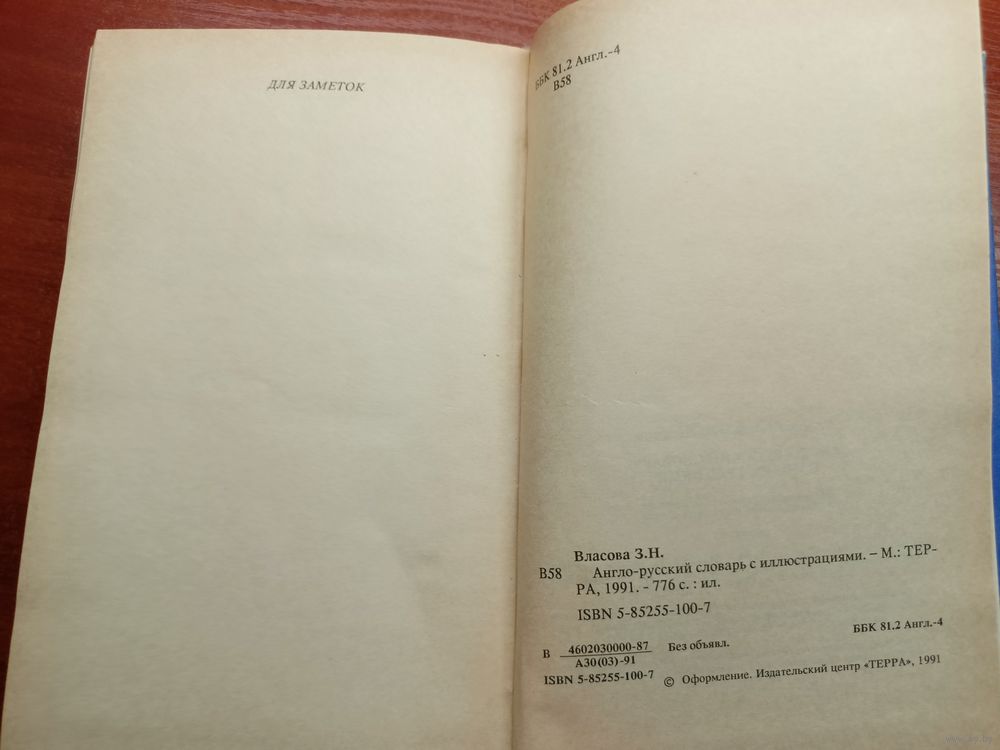 ДЛЯ ЗАМЕТОК
ББК 81.2 Англ.-4
В58
Власова З.Н.
В58 Англо-русский словарь с иллюстрациями. – М.: ТЕР-
РА, 1991. - 776 с. : ил.
ISBN 5-85255-100-7
ББК 81.2 Англ.-4
В 4602030000-87 Без объявл.
А30(03)-91
ISBN 5-85255-100-7 © Оформление. Издательский центр «ТЕРРА», 1991